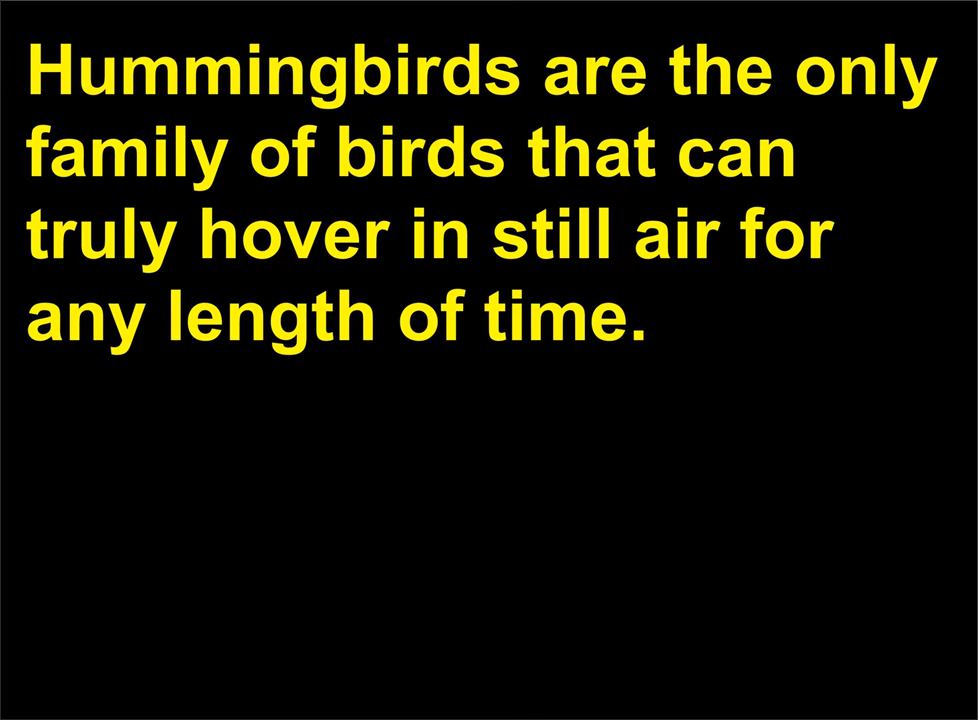 Hummingbirds are the only
family of birds that can
truly hover in still air for
any length of time.